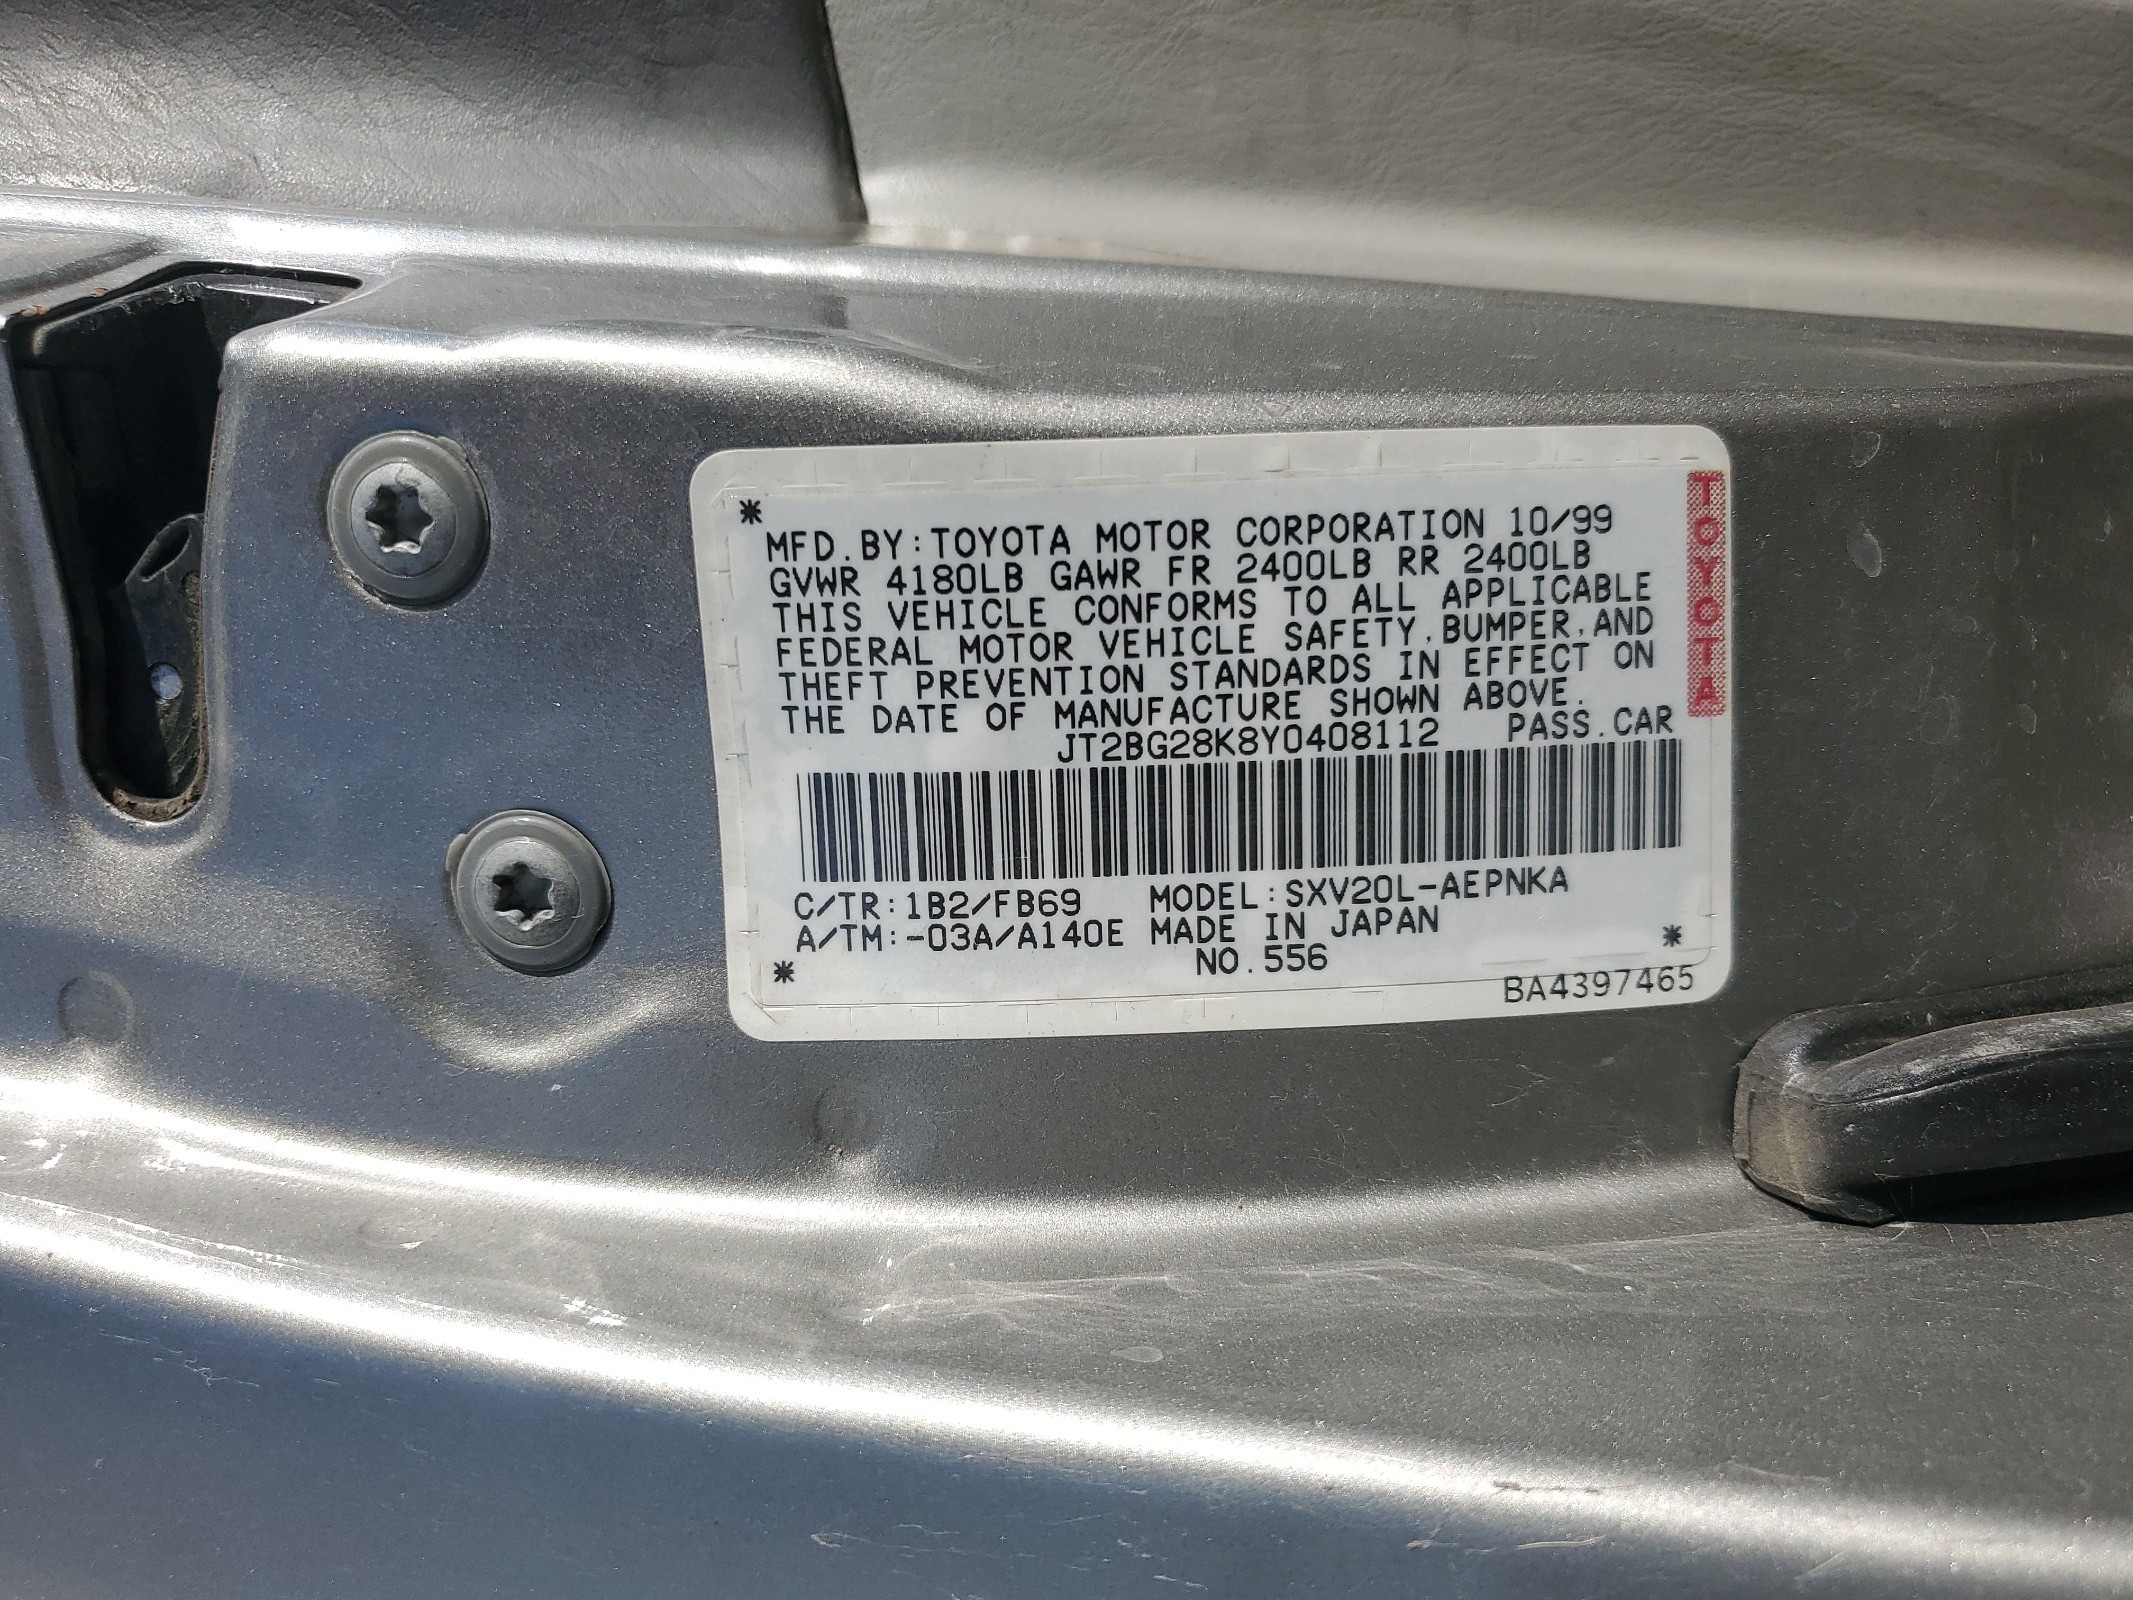 MFD.BY:TOYOTA MOTOR CORPORATION 10/99
GVWR 4180LB GAWR FR 2400LB RR 2400LB
THIS VEHICLE CONFORMS TO ALL APPLICABLE
FEDERAL MOTOR VEHICLE SAFETY,BUMPER,AND
THEFT PREVENTION STANDARDS IN EFFECT ON
THE DATE OF MANUFACTURE SHOWN ABOVE.
JT2BG28K8Y0408112 PASS.CAR
C/TR:1B2/FB69 MODEL:SXV20L-AEPNKA
A/TM:-03A/A140E MADE IN JAPAN
NO.556
BA4397465
TOYOTA